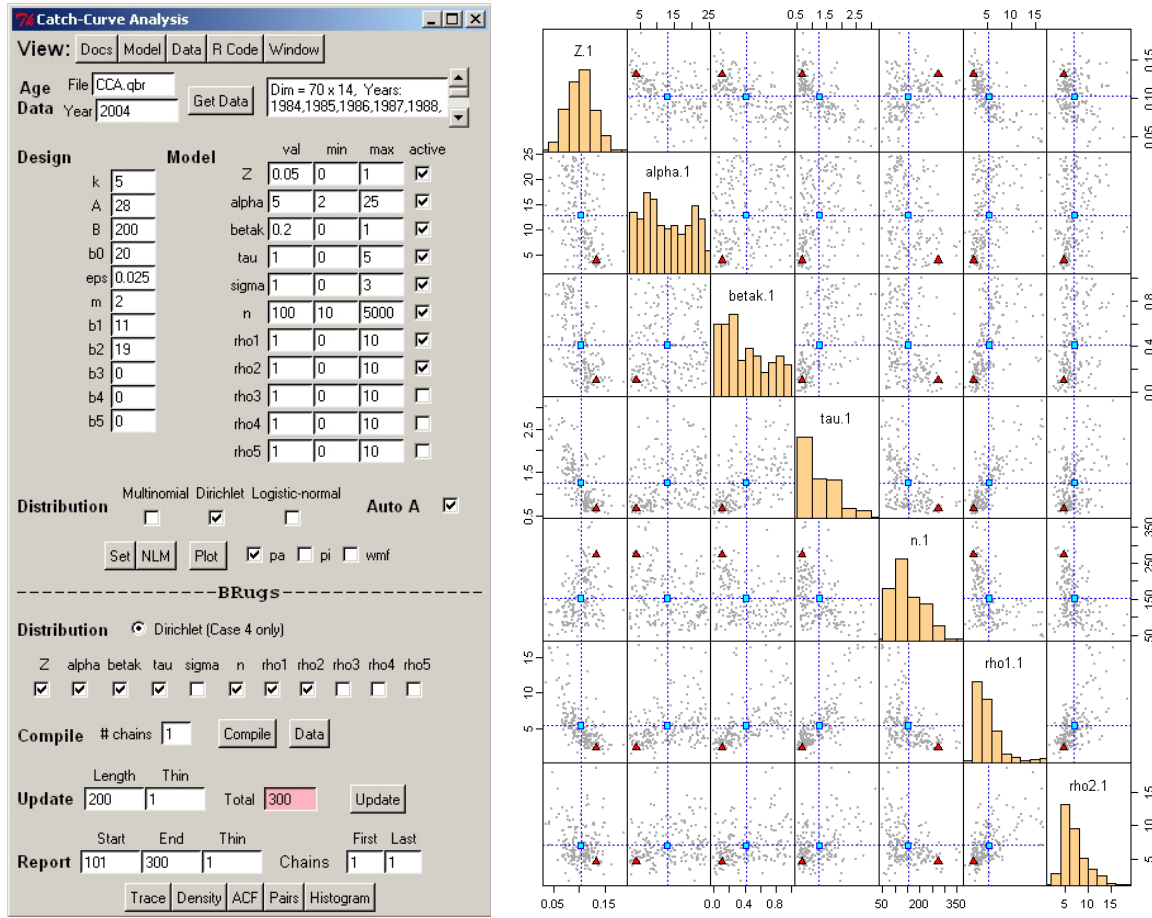 Catch-Curve Analysis
View: Docs Model Data R Code Window
Age Data File CCA.qbr
Year 2004
Get Data
Dim = 70 x 14, Years:
1984,1985,1986,1987,1988,
Design Model val min max active
k 5
A 28
B 200
b0 20
eps 0.025
m 2
b1 11
b2 19
b3 0
b4 0
b5 0
Z 0.05 0 1
alpha 5 2 25
betak 0.2 0 1
tau 1 0 5
sigma 1 0 3
n 100 10 5000
rho1 1 0 10
rho2 1 0 10
rho3 1 0 10
rho4 1 0 10
rho5 1 0 10
Distribution Multinomial Dirichlet Logistic-normal Auto A
Set NLM Plot pa pi wmf
BRugs
Distribution Dirichlet (Case 4 only)
Z alpha betak tau sigma n rho1 rho2 rho3 rho4 rho5
Compile # chains 1 Compile Data
Length Thin
Update 200 1 Total 300 Update
Start End Thin First Last
Report 101 300 1 Chains 1 1
Trace Density ACF Pairs Histogram
5 15 25 0.5 1.5 2.5 5 10 15
Z.1
0.05 0.10 0.15
alpha.1
5 10 15 20 25
betak.1
0.0 0.4 0.8
tau.1
0.5 1.5 2.5
n.1
50 150 250 350
rho1.1
5 10 15
rho2.1
5 10 15
0.05 0.15 0.0 0.4 0.8 50 200 350 5 10 15